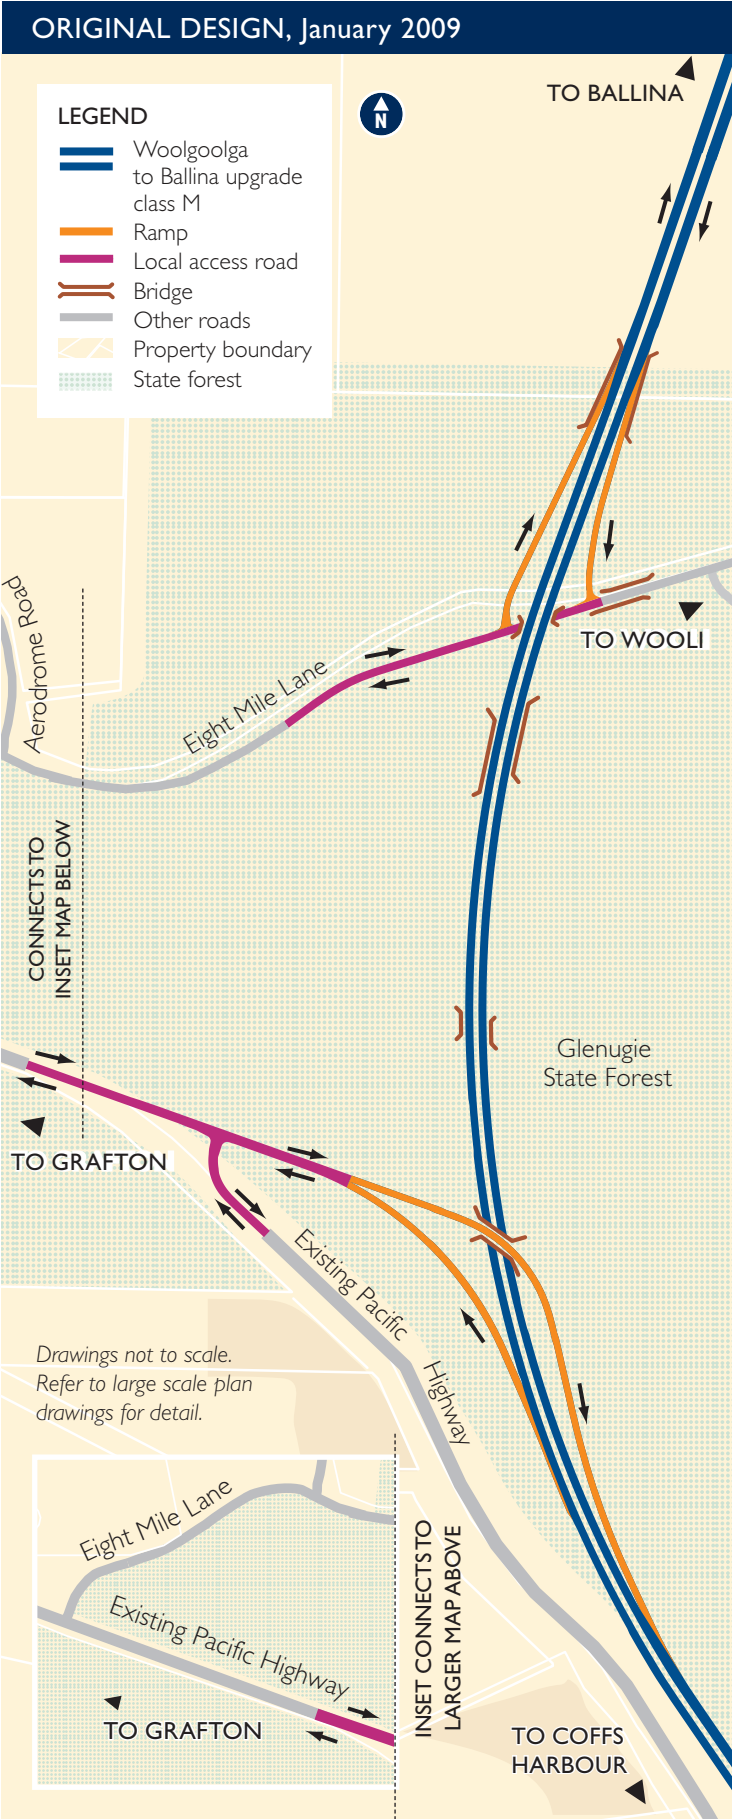 ORIGINAL DESIGN, January 2009
TO BALLINA
LEGEND
N
Woolgoolga
to Ballina upgrade
class M
Ramp
Local access road
Bridge
Other roads
Property boundary
State forest
Aerodrome Road
TO WOOLI
Eight Mile Lane
CONNECTS TO
INSET MAP BELOW
Glenugie
State Forest
TO GRAFTON
Existing Pacific
Highway
Drawings not to scale.
Refer to large scale plan
drawings for detail.
Eight Mile Lane
Existing Pacific Highway
TO GRAFTON
INSET CONNECTS TO
LARGER MAP ABOVE
TO COFFS
HARBOUR